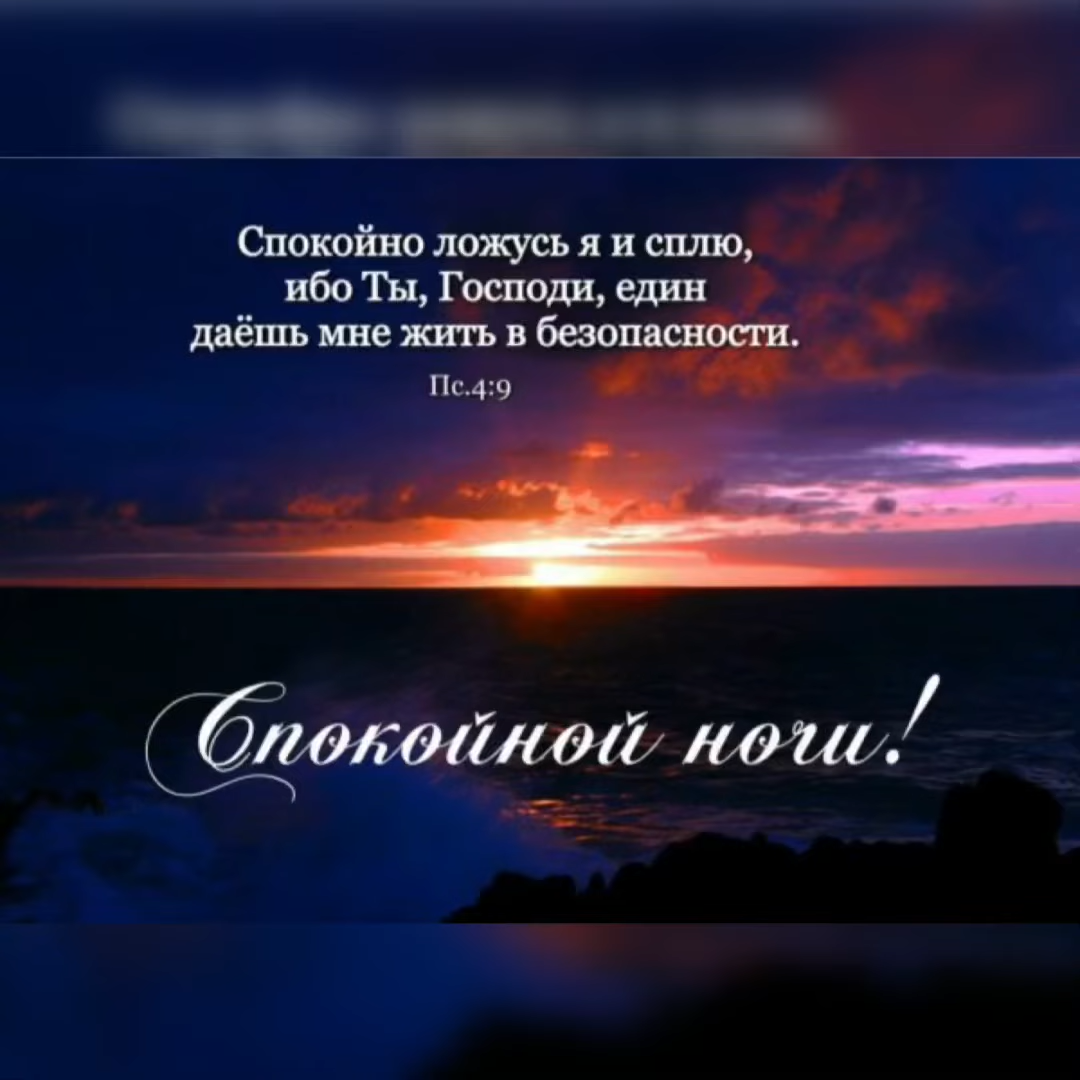 Спокойно ложусь я и сплю,
ибо Ты, Господи, един
даёшь мне жить в безопасности.
Пс.4:9
Спокойной ночи!